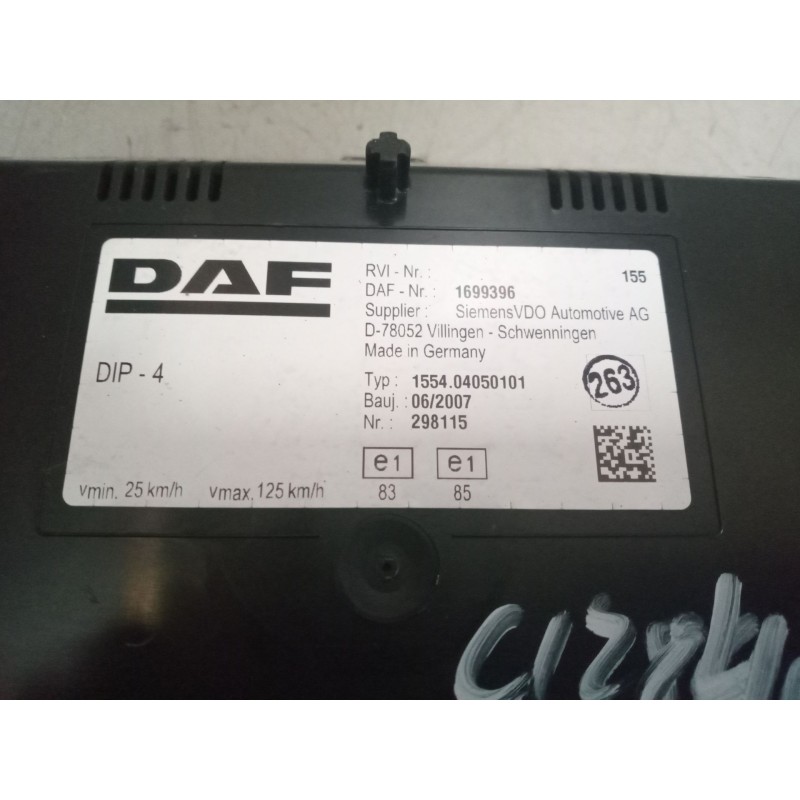 DAF
DIP - 4
vmin. 25 km/h vmax. 125 km/h
RVI - Nr. : 155
DAF - Nr. : 1699396
Supplier : SiemensVDO Automotive AG
D-78052 Villingen - Schwenningen
Made in Germany
Typ : 1554.04050101
Bauj. : 06/2007
Nr. : 298115
263
e1 e1
83 85